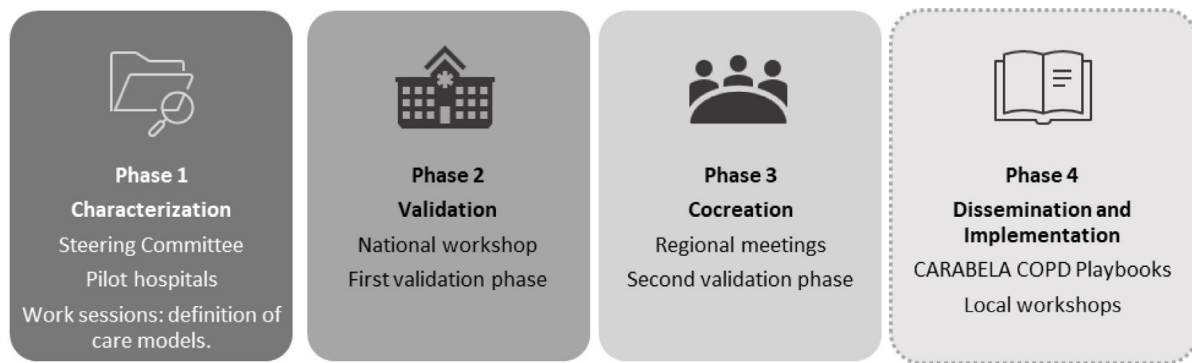 Phase 1
Characterization
Steering Committee
Pilot hospitals
Work sessions: definition of
care models.
Phase 2
Validation
National workshop
First validation phase
Phase 3
Cocreation
Regional meetings
Second validation phase
Phase 4
Dissemination and
Implementation
CARABELA COPD Playbooks
Local workshops